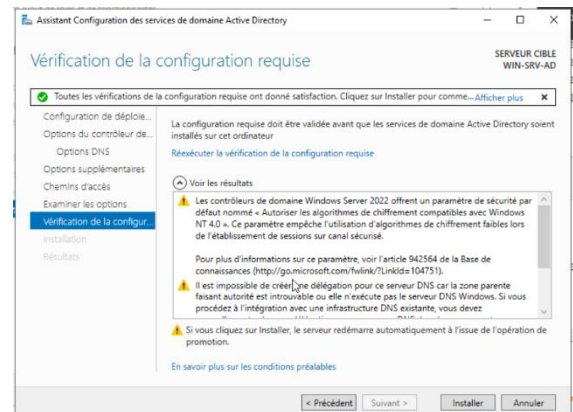 Assistant Configuration des services de domaine Active Directory
Vérification de la configuration requise
SERVEUR CIBLE
WIN-SRV-AD
Toutes les vérifications de la configuration requise ont donné satisfaction. Cliquez sur Installer pour comme... Afficher plus
Configuration de déploie...
Options du contrôleur de...
Options DNS
Options supplémentaires
Chemins d'accès
Examiner les options
Vérification de la configur...
Installation
Résultats
La configuration requise doit être validée avant que les services de domaine Active Directory soient
installés sur cet ordinateur
Réexécuter la vérification de la configuration requise
Voir les résultats
Les contrôleurs de domaine Windows Server 2022 offrent un paramètre de sécurité par
défaut nommé « Autoriser les algorithmes de chiffrement compatibles avec Windows
NT 4.0 ». Ce paramètre empêche l'utilisation d'algorithmes de chiffrement faibles lors
de l'établissement de sessions sur canal sécurisé.
Pour plus d'informations sur ce paramètre, voir l'article 942564 de la Base de
connaissances (http://go.microsoft.com/fwlink/?LinkId=104751).
Il est impossible de créer une délégation pour ce serveur DNS car la zone parente
faisant autorité est introuvable ou elle n'exécute pas le serveur DNS Windows. Si vous
procédez à l'intégration avec une infrastructure DNS existante, vous devez
Si vous cliquez sur Installer, le serveur redémarre automatiquement à l'issue de l'opération de
promotion.
En savoir plus sur les conditions préalables
< Précédent
Suivant >
Installer
Annuler